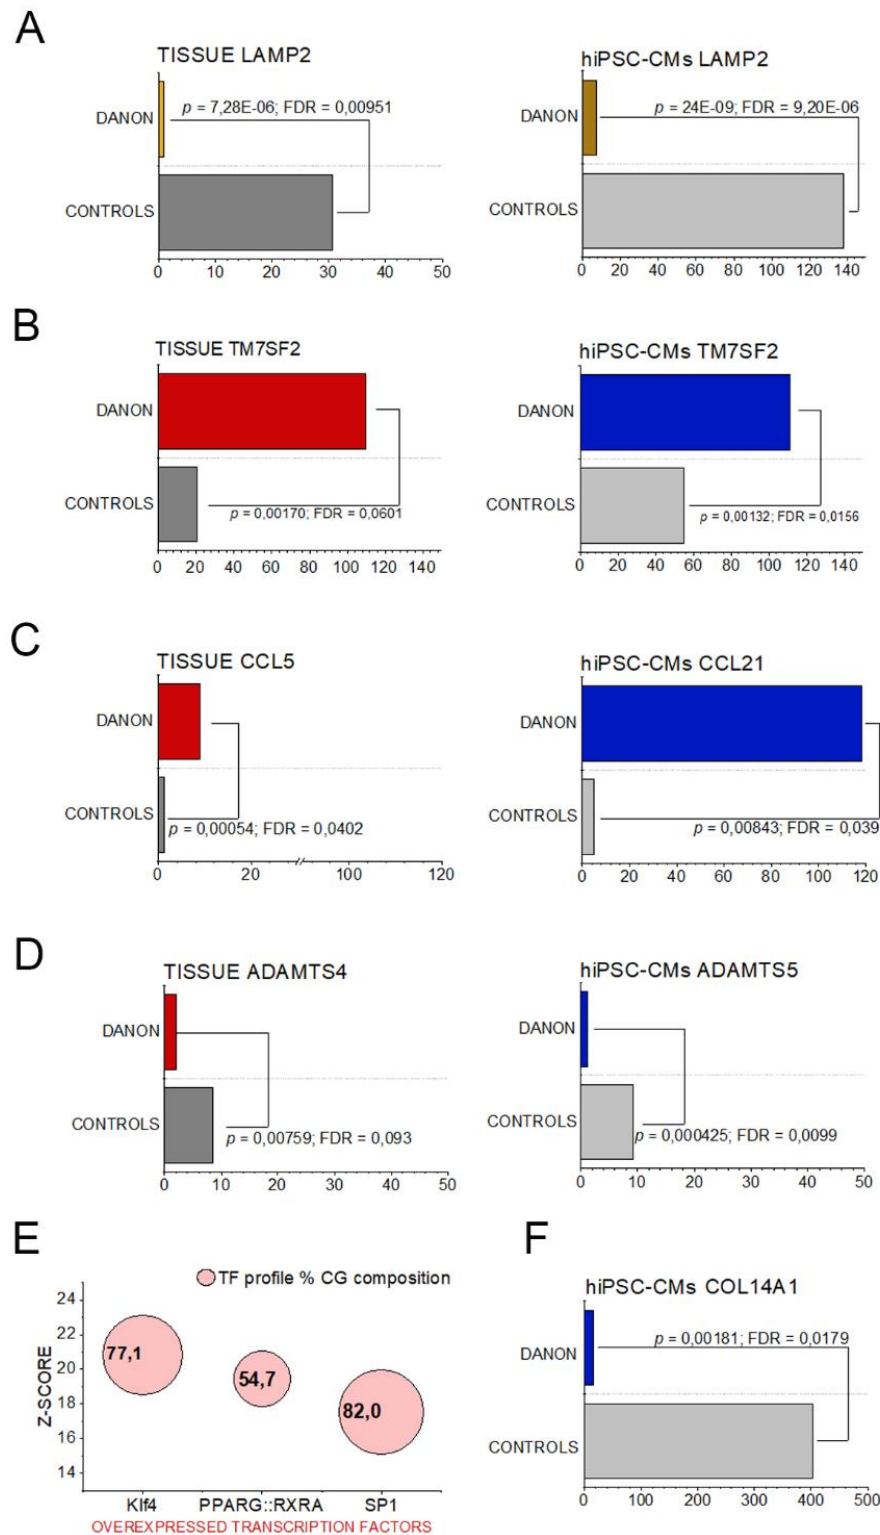 A
TISSUE LAMP2
DANON
p = 7,28E-06; FDR = 0,00951
CONTROLS
0 10 20 30 40 50
hiPSC-CMs LAMP2
DANON
p = 24E-09; FDR = 9,20E-06
CONTROLS
0 20 40 60 80 100 120 140
B
TISSUE TM7SF2
DANON
CONTROLS
p = 0,00170; FDR = 0,0601
0 20 40 60 80 100 120 140
hiPSC-CMs TM7SF2
DANON
CONTROLS
p = 0,00132; FDR = 0,0156
0 20 40 60 80 100 120 140
C
TISSUE CCL5
DANON
CONTROLS
p = 0,00054; FDR = 0,0402
0 20 100 120
hiPSC-CMs CCL21
DANON
CONTROLS
p = 0,00843; FDR = 0,039
0 20 40 60 80 100 120
D
TISSUE ADAMTS4
DANON
CONTROLS
p = 0,00759; FDR = 0,093
0 10 20 30 40 50
hiPSC-CMs ADAMTS5
DANON
CONTROLS
p = 0,000425; FDR = 0,0099
0 10 20 30 40 50
E
TF profile % CG composition
Z-SCORE
24
22
20
18
16
14
77,1
54,7
82,0
Klf4 PPARG::RXRA SP1
OVEREXPRESSED TRANSCRIPTION FACTORS
F
hiPSC-CMs COL14A1
DANON
p = 0,00181; FDR = 0,0179
CONTROLS
0 100 200 300 400 500